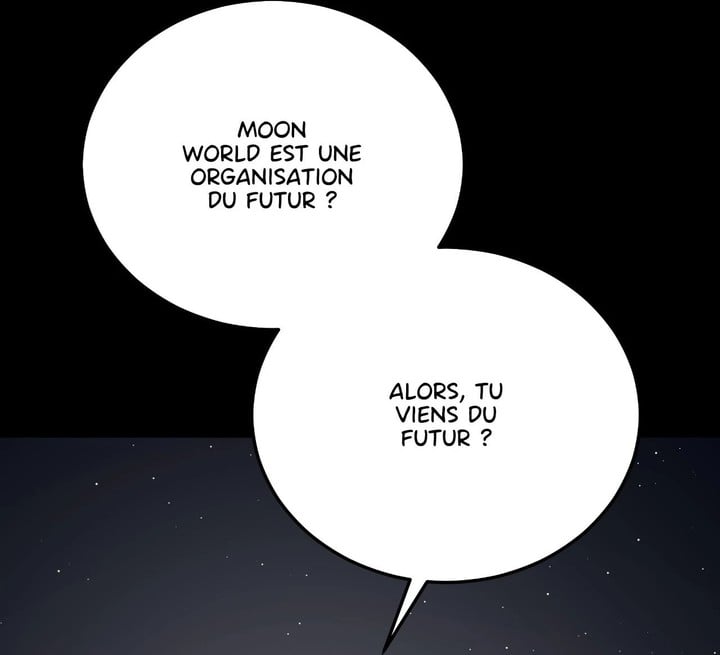 MOON
WORLD EST UNE
ORGANISATION
DU FUTUR ?
ALORS, TU
VIENS DU
FUTUR ?